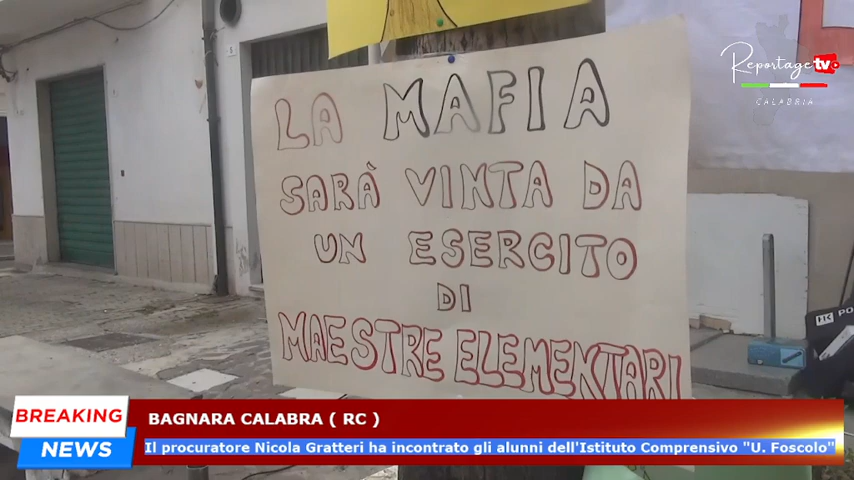 Reportage tv
CALABRIA
LA MAFIA
SARÀ VINTA DA
UN ESERCITO
DI
MAESTRE ELEMENTARI
BREAKING
NEWS
BAGNARA CALABRA ( RC )
Il procuratore Nicola Gratteri ha incontrato gli alunni dell'Istituto Comprensivo "U. Foscolo"